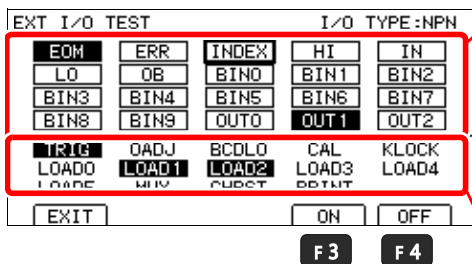 EXT I/O TEST I/O TYPE:NPN
EOM ERR INDEX HI IN
LO OB BIN0 BIN1 BIN2
BIN3 BIN4 BIN5 BIN6 BIN7
BIN8 BIN9 OUT0 OUT1 OUT2
TRIG 0ADJ BCDLO CAL KLOCK
LOAD0 LOAD1 LOAD2 LOAD3 LOAD4
EXIT ON OFF
F3 F4